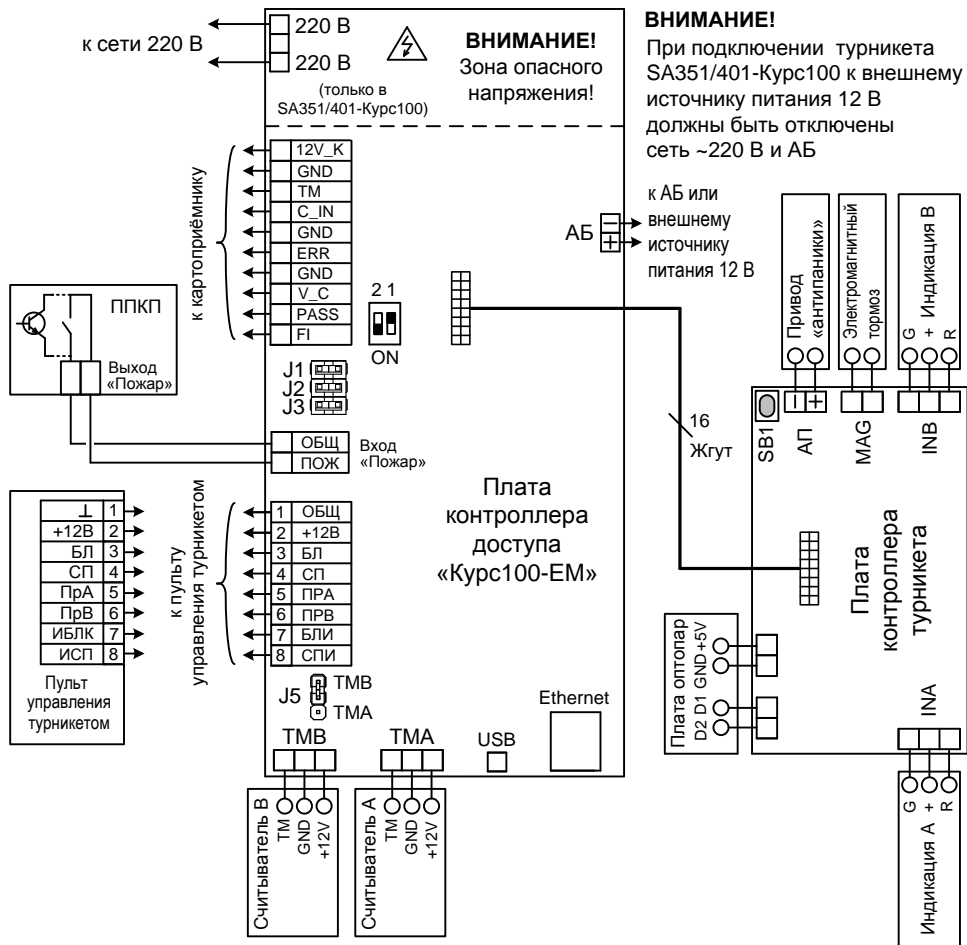 к сети 220 В
220 В
220 В
(только в
SA351/401-Курс100)
ВНИМАНИЕ!
Зона опасного
напряжения!
ВНИМАНИЕ!
При подключении турникета
SA351/401-Курс100 к внешнему
источнику питания 12 В
должны быть отключены
сеть ~220 В и АБ
к картоприёмнику
12V_K
GND
TM
C_IN
GND
ERR
GND
V_C
PASS
FI
2 1
ON
АБ
−
+
к АБ или
внешнему
источнику
питания 12 В
ППКП
Выход
«Пожар»
J1
J2
J3
ОБЩ
ПОЖ
Вход
«Пожар»
16
Жгут
Привод
«антипаники»
Электромагнитный
тормоз
Индикация В
G
+
R
SB1
−
+
АП
MAG
INB
⊥ 1
+12В 2
БЛ 3
СП 4
ПрА 5
ПрВ 6
ИБЛК 7
ИСП 8
Пульт
управления
турникетом
к пульту
управления турникетом
1 ОБЩ
2 +12В
3 БЛ
4 СП
5 ПРА
6 ПРВ
7 БЛИ
8 СПИ
Плата
контроллера
доступа
«Курс100-ЕМ»
Плата
контроллера
турникета
Плата оптопар
D2 D1 GND +5V
J5
TMB
TMA
TMB
TMA
USB
Ethernet
INA
Считыватель В
TM
GND
+12V
Считыватель А
TM
GND
+12V
G
+
R
Индикация А